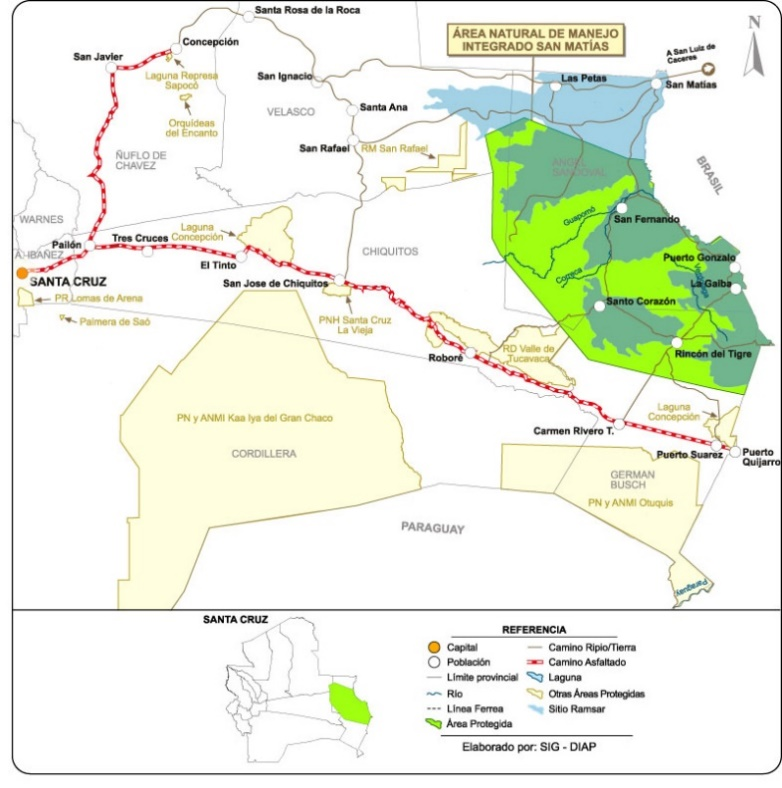 Santa Rosa de la Roca
ÁREA NATURAL DE MANEJO
INTEGRADO SAN MATÍAS
N
Concepción
San Javier
A San Luiz de
Caceres
Laguna Represa
Sapocó
San Ignacio
Las Petas
San Matías
Orquídeas
del Encanto
VELASCO
Santa Ana
San Rafael
RM San Rafael
ÑUFLO DE
CHAVEZ
ANGEL
SANDOVAL
BRASIL
WARNES
Guapomó
San Fernando
Laguna
Concepción
Pailón
Tres Cruces
A. IBAÑEZ
El Tinto
CHIQUITOS
Puerto Gonzalo
La Gaiba
SANTA CRUZ
San Jose de Chiquitos
Correca
PR Lomas de Arena
Santo Corazón
Palmera de Saó
PNH Santa Cruz
La Vieja
Roboré
RD Valle de
Tucavaca
Rincón del Tigre
Laguna
Concepción
PN y ANMI Kaa Iya del Gran Chaco
Carmen Rivero T.
CORDILLERA
Puerto Suarez
Puerto
Quijarro
GERMAN
BUSCH
PN y ANMI Otuquis
PARAGUAY
Paraguay
SANTA CRUZ
REFERENCIA
Capital
Camino Ripio/Tierra
Población
Camino Asfaltado
Límite provincial
Laguna
Río
Otras Áreas Protegidas
Línea Ferrea
Sitio Ramsar
Área Protegida
Elaborado por: SIG - DIAP